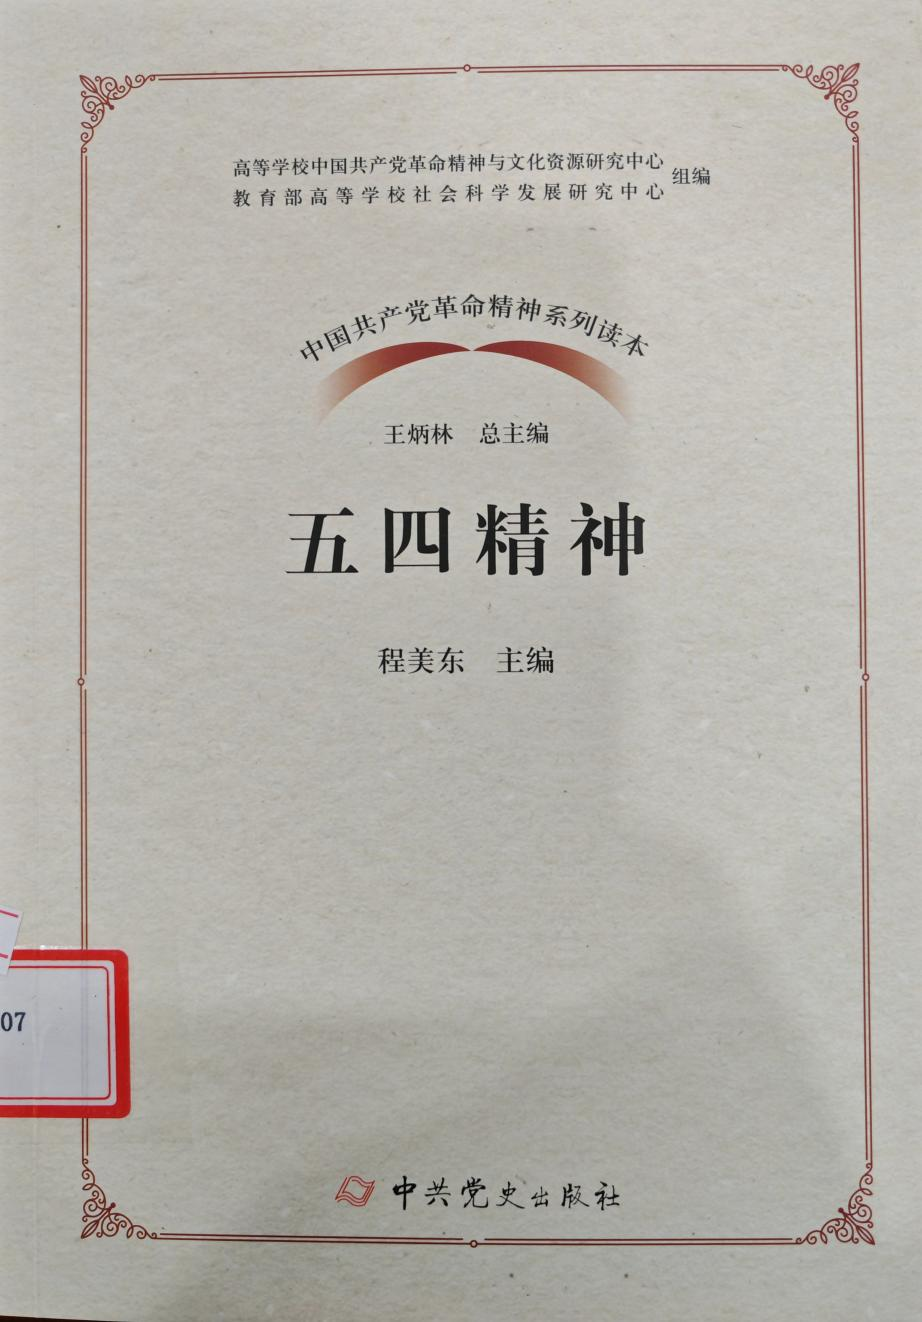 高等学校中国共产党革命精神与文化资源研究中心
教育部高等学校社会科学发展研究中心
组编
中国共产党革命精神系列读本
王炳林 总主编
五四精神
程美东 主编
07
中共党史出版社